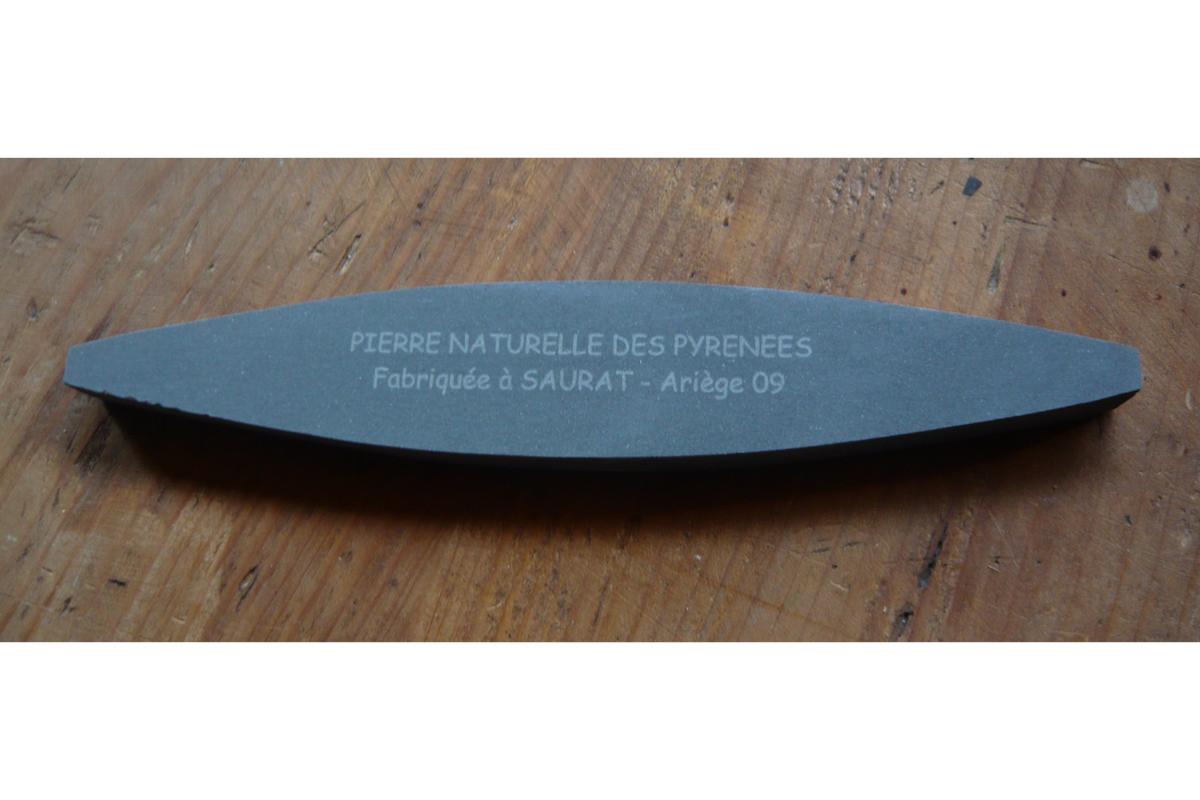 PIERRE NATURELLE DES PYRENEES
Fabriquée à SAURAT - Ariège 09